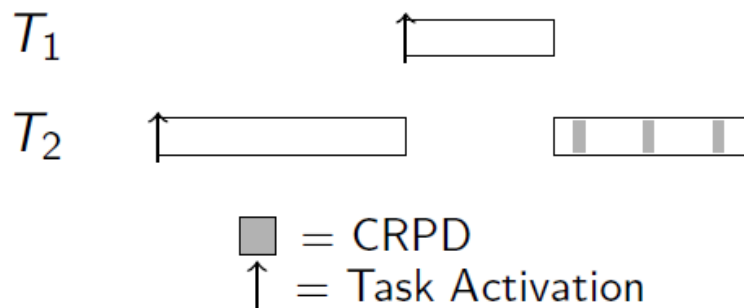 T₁
T₂
= CRPD
= Task Activation